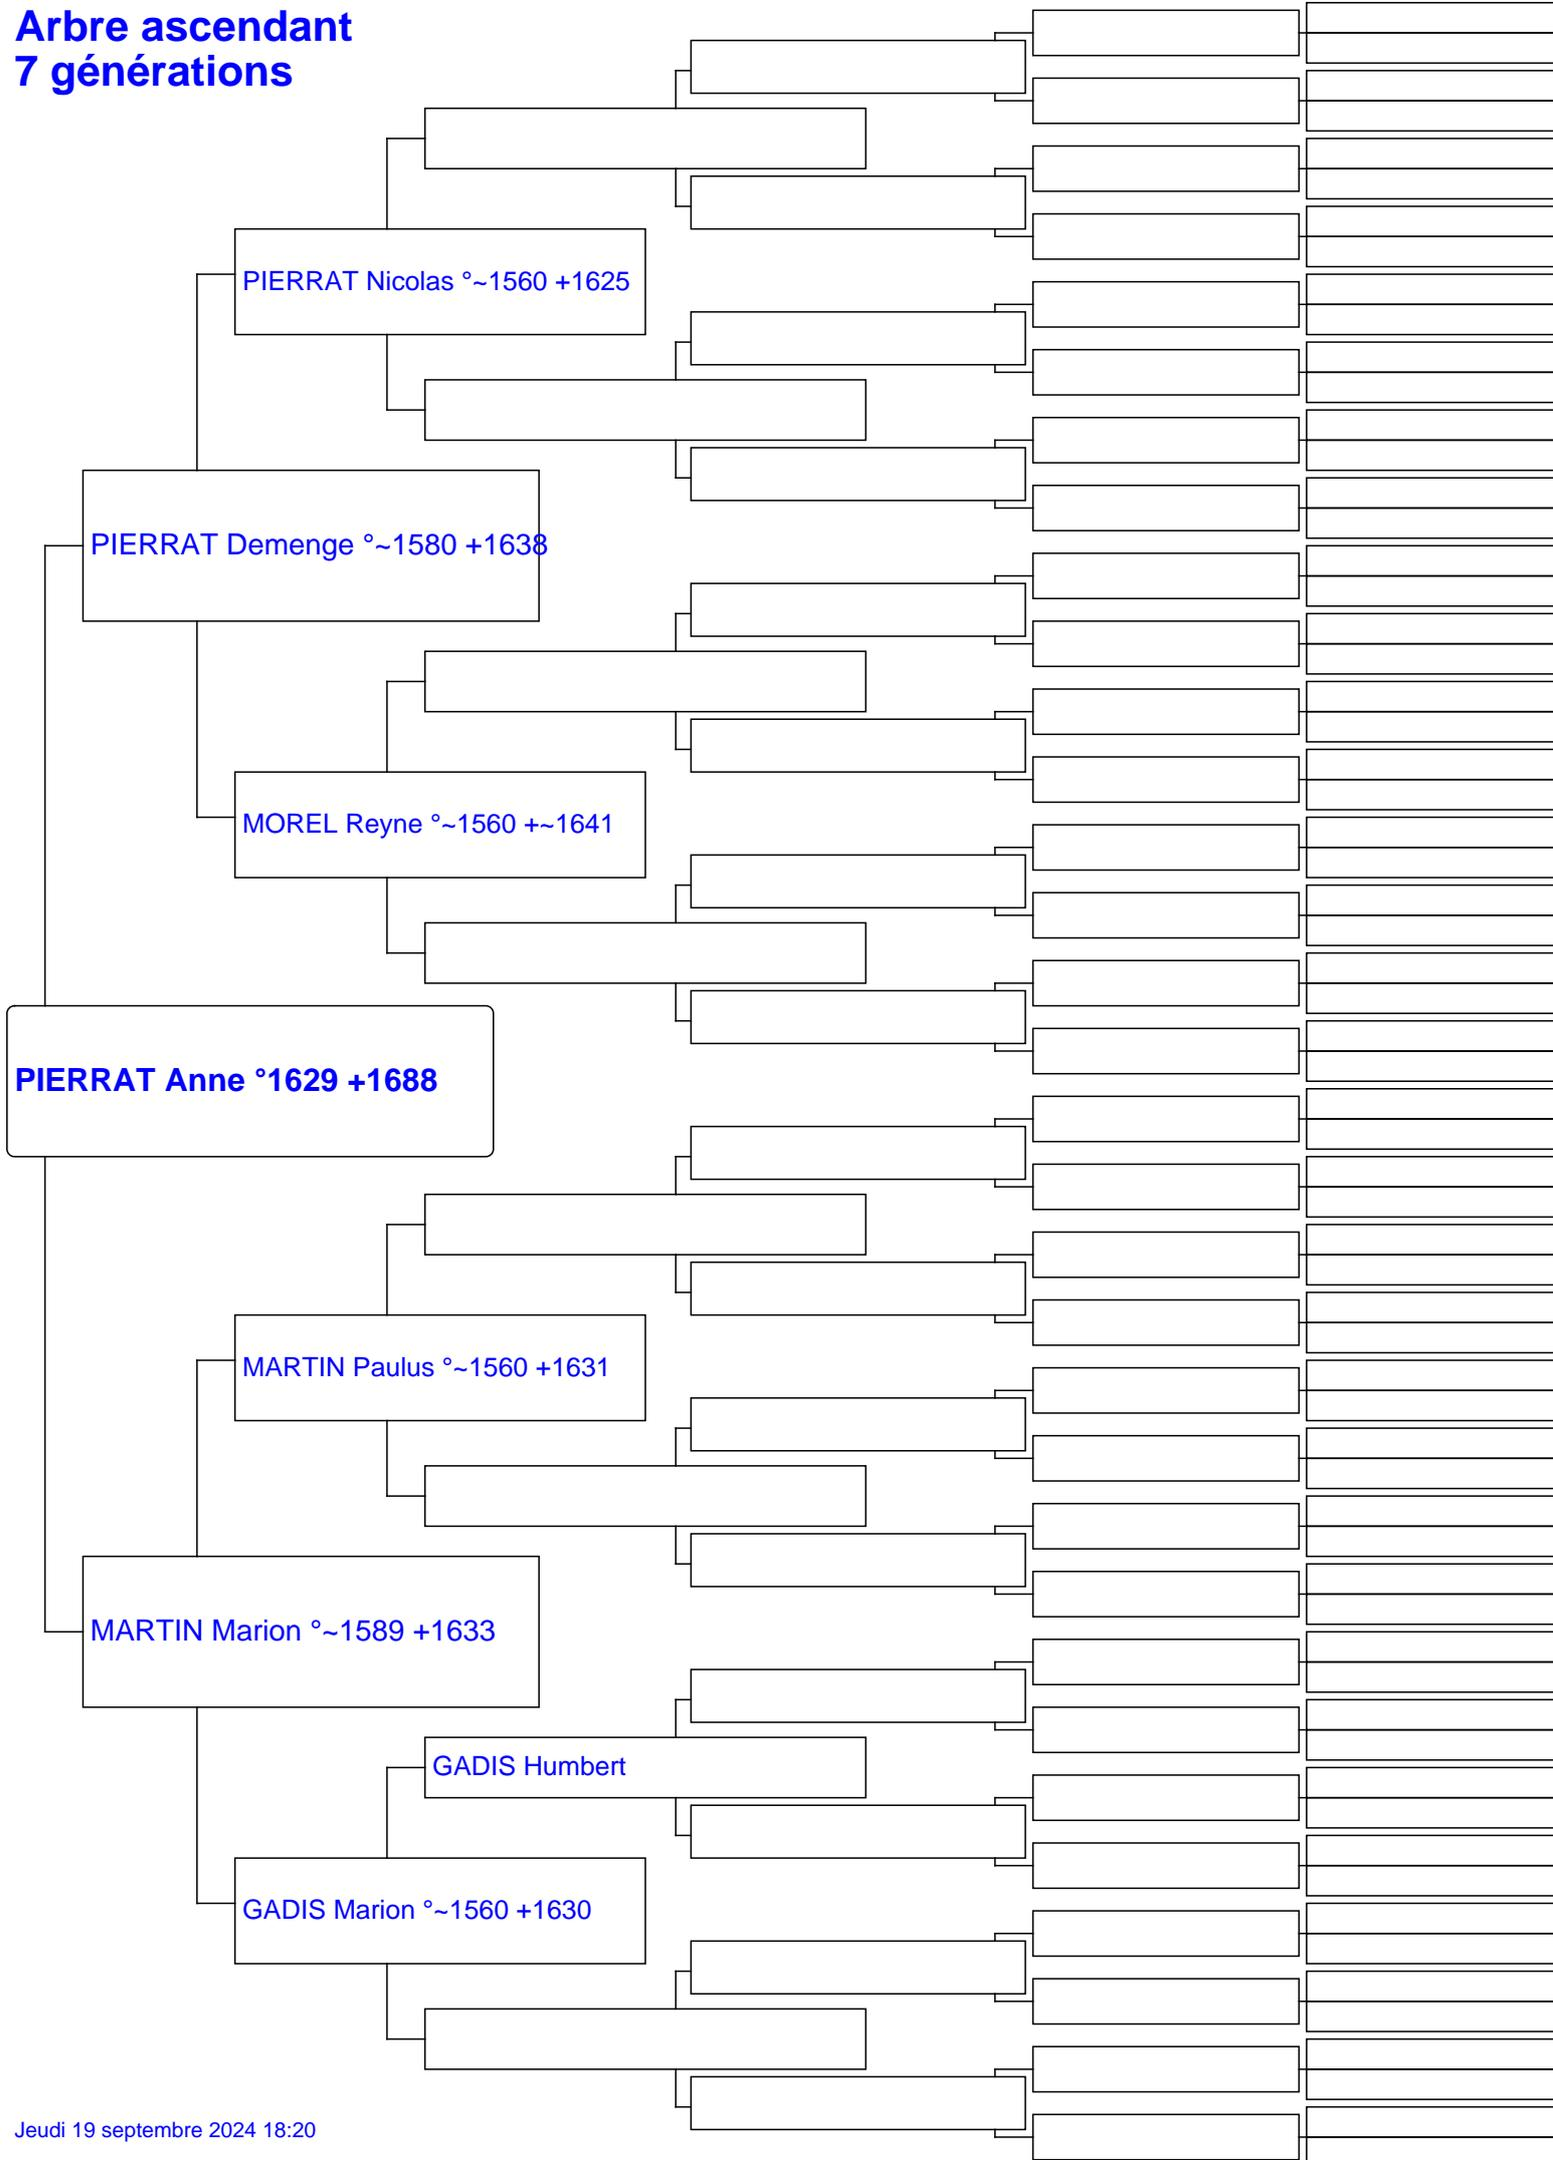 Arbre ascendant
7 générations
PIERRAT Nicolas °~1560 +1625
PIERRAT Demenge °~1580 +1638
MOREL Reyne °~1560 +~1641
PIERRAT Anne °1629 +1688
MARTIN Paulus °~1560 +1631
MARTIN Marion °~1589 +1633
GADIS Humbert
GADIS Marion °~1560 +1630
Jeudi 19 septembre 2024 18:20